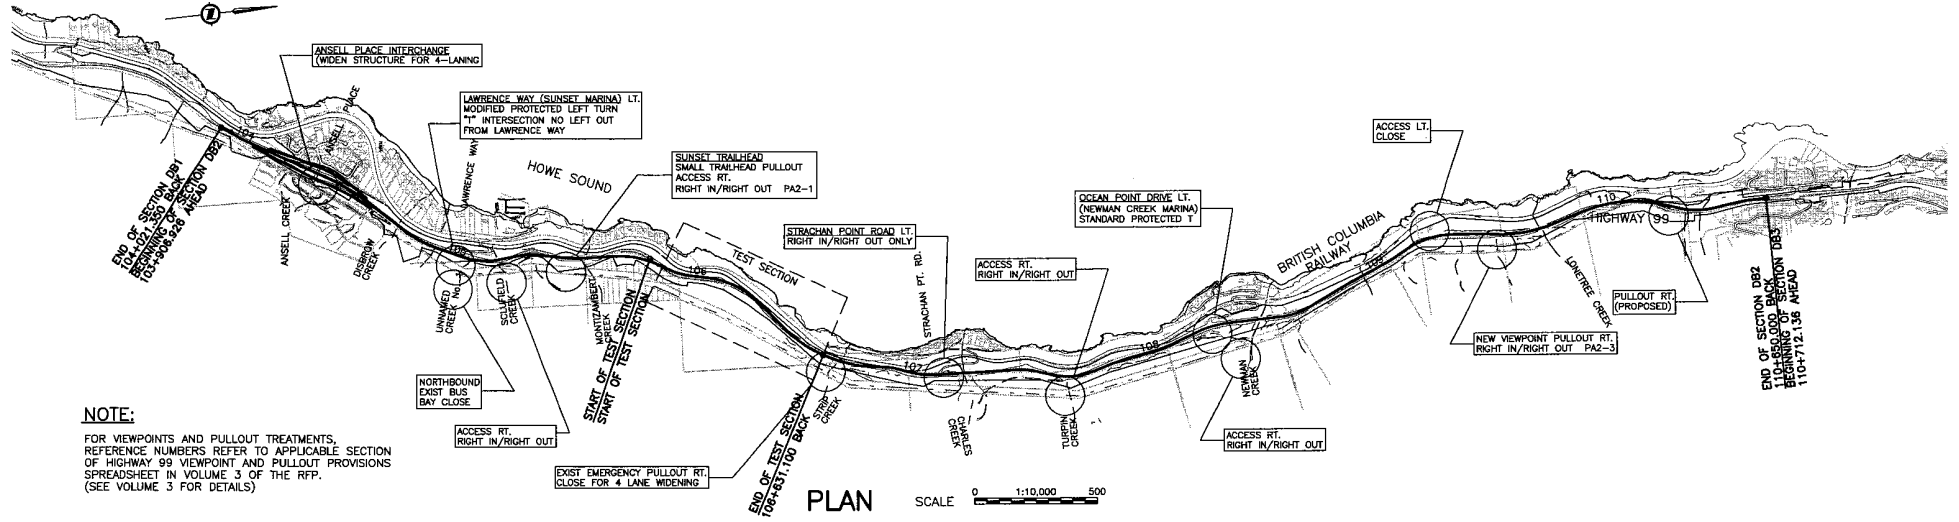 ANSELL PLACE INTERCHANGE
(WIDEN STRUCTURE FOR 4-LANING
LAWRENCE WAY (SUNSET MARINA) LT.
MODIFIED PROTECTED LEFT TURN
"T" INTERSECTION NO LEFT OUT
FROM LAWRENCE WAY
ANSELL PLACE
ANSELL
LAWRENCE WAY
HOWE SOUND
SUNSET TRAILHEAD
SMALL TRAILHEAD PULLOUT
ACCESS RT.
RIGHT IN/RIGHT OUT PA2-1
END OF SECTION DB1
104+021.350 BACK
BEGINNING OF SECTION DB2
103+906.926 AHEAD
ANSELL CREEK
DISBROW
CREEK
UNNAMED
CREEK No. 1
SCLUFIELD
CREEK
MONTIZAMBERT
CREEK
START OF TEST SECTION
START OF TEST SECTION
TEST SECTION
106
STRACHAN POINT ROAD LT.
RIGHT IN/RIGHT OUT ONLY
STRACHAN PT. RD.
107
ACCESS RT.
RIGHT IN/RIGHT OUT
OCEAN POINT DRIVE LT.
(NEWMAN CREEK MARINA)
STANDARD PROTECTED T
108
BRITISH COLUMBIA
RAILWAY
109
ACCESS LT.
CLOSE
110
HIGHWAY 99
LONETREE CREEK
PULLOUT RT.
(PROPOSED)
NEW VIEWPOINT PULLOUT RT.
RIGHT IN/RIGHT OUT PA2-3
END OF SECTION DB2
110+650.000 BACK
BEGINNING OF SECTION DB3
110+712.136 AHEAD
NORTHBOUND
EXIST BUS
BAY CLOSE
ACCESS RT.
RIGHT IN/RIGHT OUT
EXIST EMERGENCY PULLOUT RT.
CLOSE FOR 4 LANE WIDENING
END OF TEST SECTION
106+631.100 BACK
STRIP
CREEK
CHARLES
CREEK
TURPIN
CREEK
NEWMAN
CREEK
ACCESS RT.
RIGHT IN/RIGHT OUT
NOTE:
FOR VIEWPOINTS AND PULLOUT TREATMENTS,
REFERENCE NUMBERS REFER TO APPLICABLE SECTION
OF HIGHWAY 99 VIEWPOINT AND PULLOUT PROVISIONS
SPREADSHEET IN VOLUME 3 OF THE RFP.
(SEE VOLUME 3 FOR DETAILS)
PLAN
SCALE 0 1:10,000 500